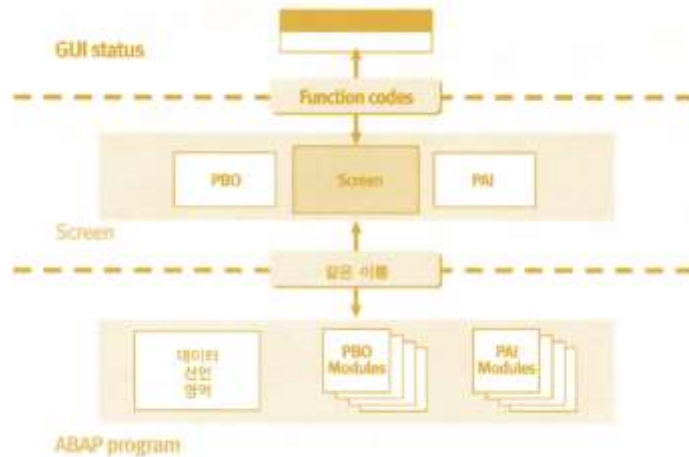 GUI status
Function codes
PBO
Screen
PAI
Screen
같은 이름
데이터
선언
영역
PBO
Modules
PAI
Modules
ABAP program